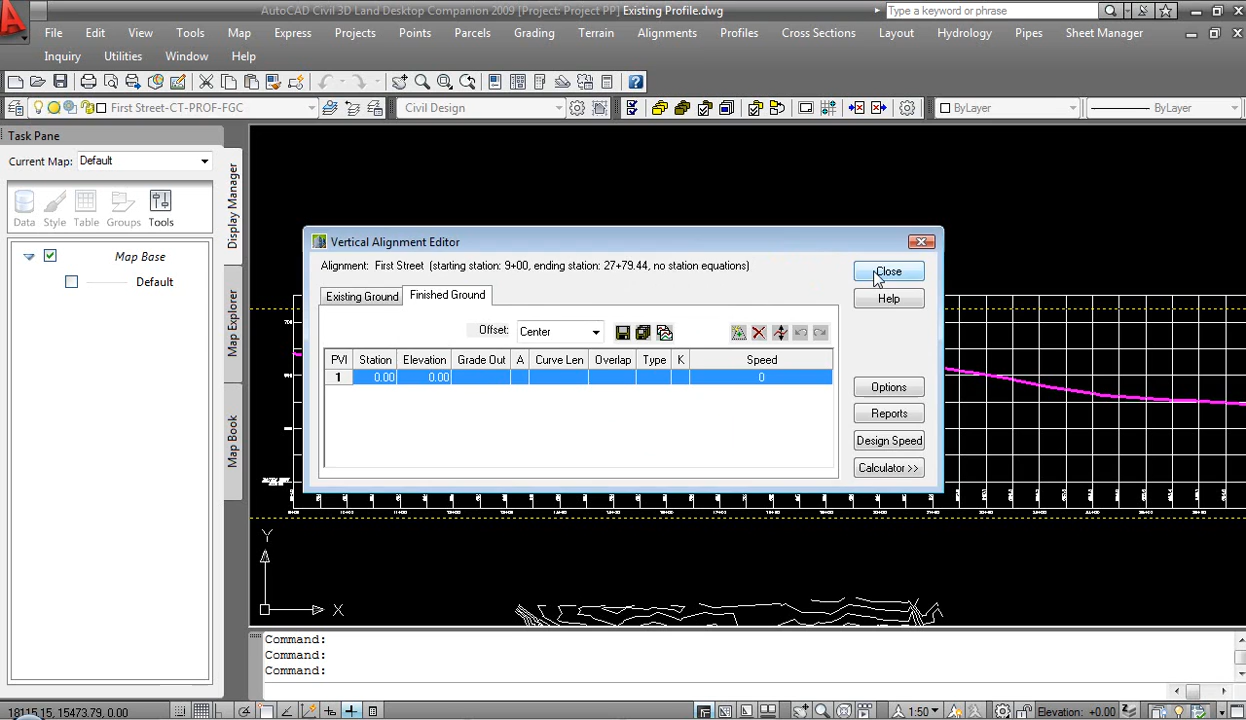 AutoCAD Civil 3D Land Desktop Companion 2009 [Project: Project PP] Existing Profile.dwg
Type a keyword or phrase
File Edit View Tools Map Express Projects Points Parcels Grading Terrain Alignments Profiles Cross Sections Layout Hydrology Pipes Sheet Manager
Inquiry Utilities Window Help
First Street-CT-PROF-FGC Civil Design ByLayer ByLayer
Task Pane
Current Map: Default
Data Style Table Groups Tools
Map Base
Default
Display Manager
Map Explorer
Map Book
Vertical Alignment Editor
Alignment: First Street (starting station: 9+00, ending station: 27+79.44, no station equations)
Close
Existing Ground Finished Ground
Help
Offset: Center
PVI Station Elevation Grade Out A Curve Len Overlap Type K Speed
1 0.00 0.00 0
Options
Reports
Design Speed
Calculator >>
Y
X
Command:
Command:
Command:
18115.15, 15473.79, 0.00
1:50
Elevation: +0.00